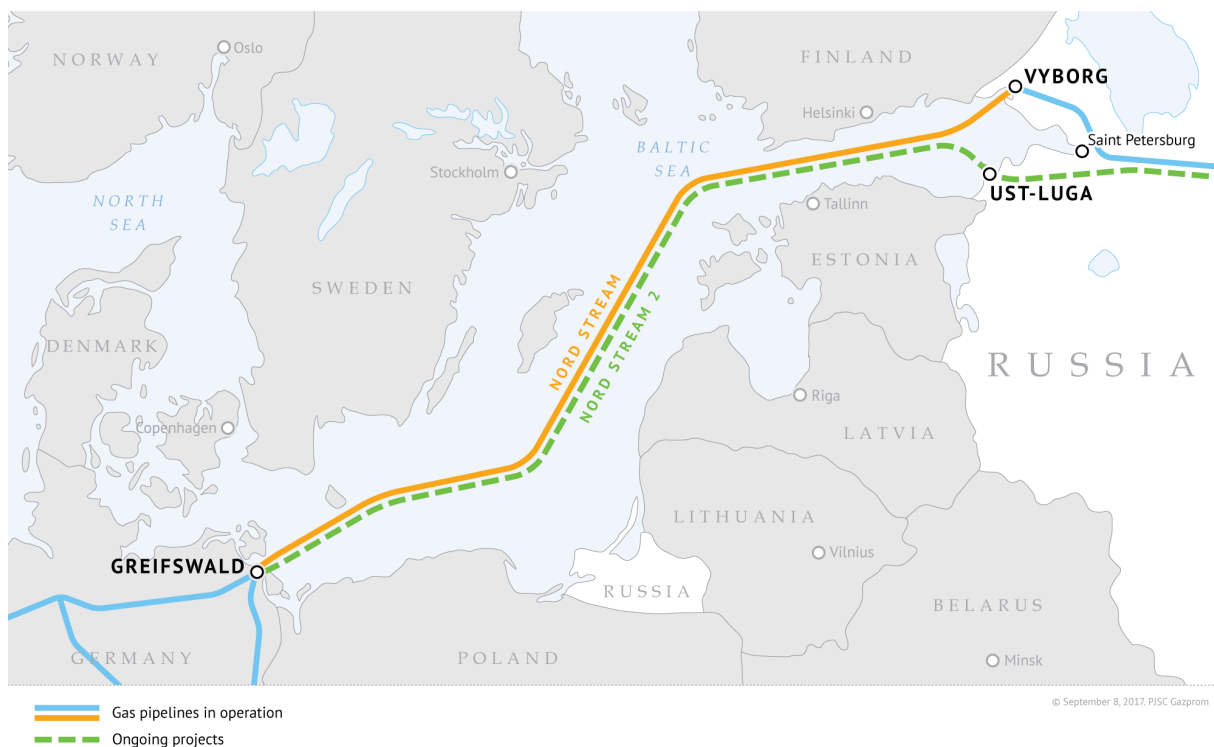 NORWAY
Oslo
FINLAND
VYBORG
Helsinki
Saint Petersburg
BALTIC
SEA
Stockholm
UST-LUGA
NORTH
SEA
Tallinn
ESTONIA
SWEDEN
NORD STREAM
NORD STREAM 2
DENMARK
RUSSIA
Riga
Copenhagen
LATVIA
LITHUANIA
Vilnius
GREIFSWALD
RUSSIA
BELARUS
GERMANY
POLAND
Minsk
© September 8, 2017. PJSC Gazprom
Gas pipelines in operation
Ongoing projects